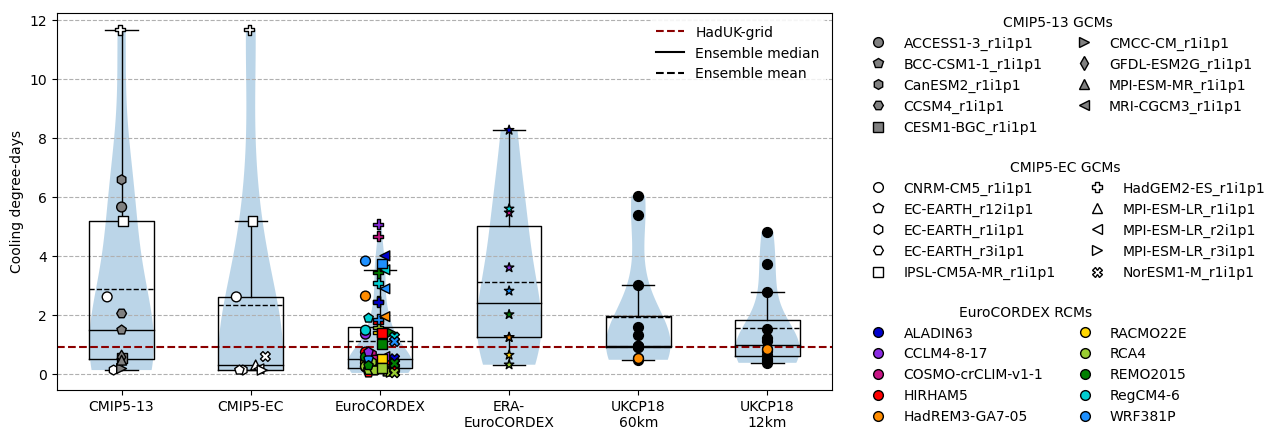 12
10
8
6
4
2
0
Cooling degree-days
HadUK-grid
Ensemble median
Ensemble mean
CMIP5-13
CMIP5-EC
EuroCORDEX
ERA-
EuroCORDEX
UKCP18
60km
UKCP18
12km
CMIP5-13 GCMs
ACCESS1-3_r1i1p1
BCC-CSM1-1_r1i1p1
CanESM2_r1i1p1
CCSM4_r1i1p1
CESM1-BGC_r1i1p1
CMCC-CM_r1i1p1
GFDL-ESM2G_r1i1p1
MPI-ESM-MR_r1i1p1
MRI-CGCM3_r1i1p1
CMIP5-EC GCMs
CNRM-CM5_r1i1p1
EC-EARTH_r12i1p1
EC-EARTH_r1i1p1
EC-EARTH_r3i1p1
IPSL-CM5A-MR_r1i1p1
HadGEM2-ES_r1i1p1
MPI-ESM-LR_r1i1p1
MPI-ESM-LR_r2i1p1
MPI-ESM-LR_r3i1p1
NorESM1-M_r1i1p1
EuroCORDEX RCMs
ALADIN63
CCLM4-8-17
COSMO-crCLIM-v1-1
HIRHAM5
HadREM3-GA7-05
RACMO22E
RCA4
REMO2015
RegCM4-6
WRF381P